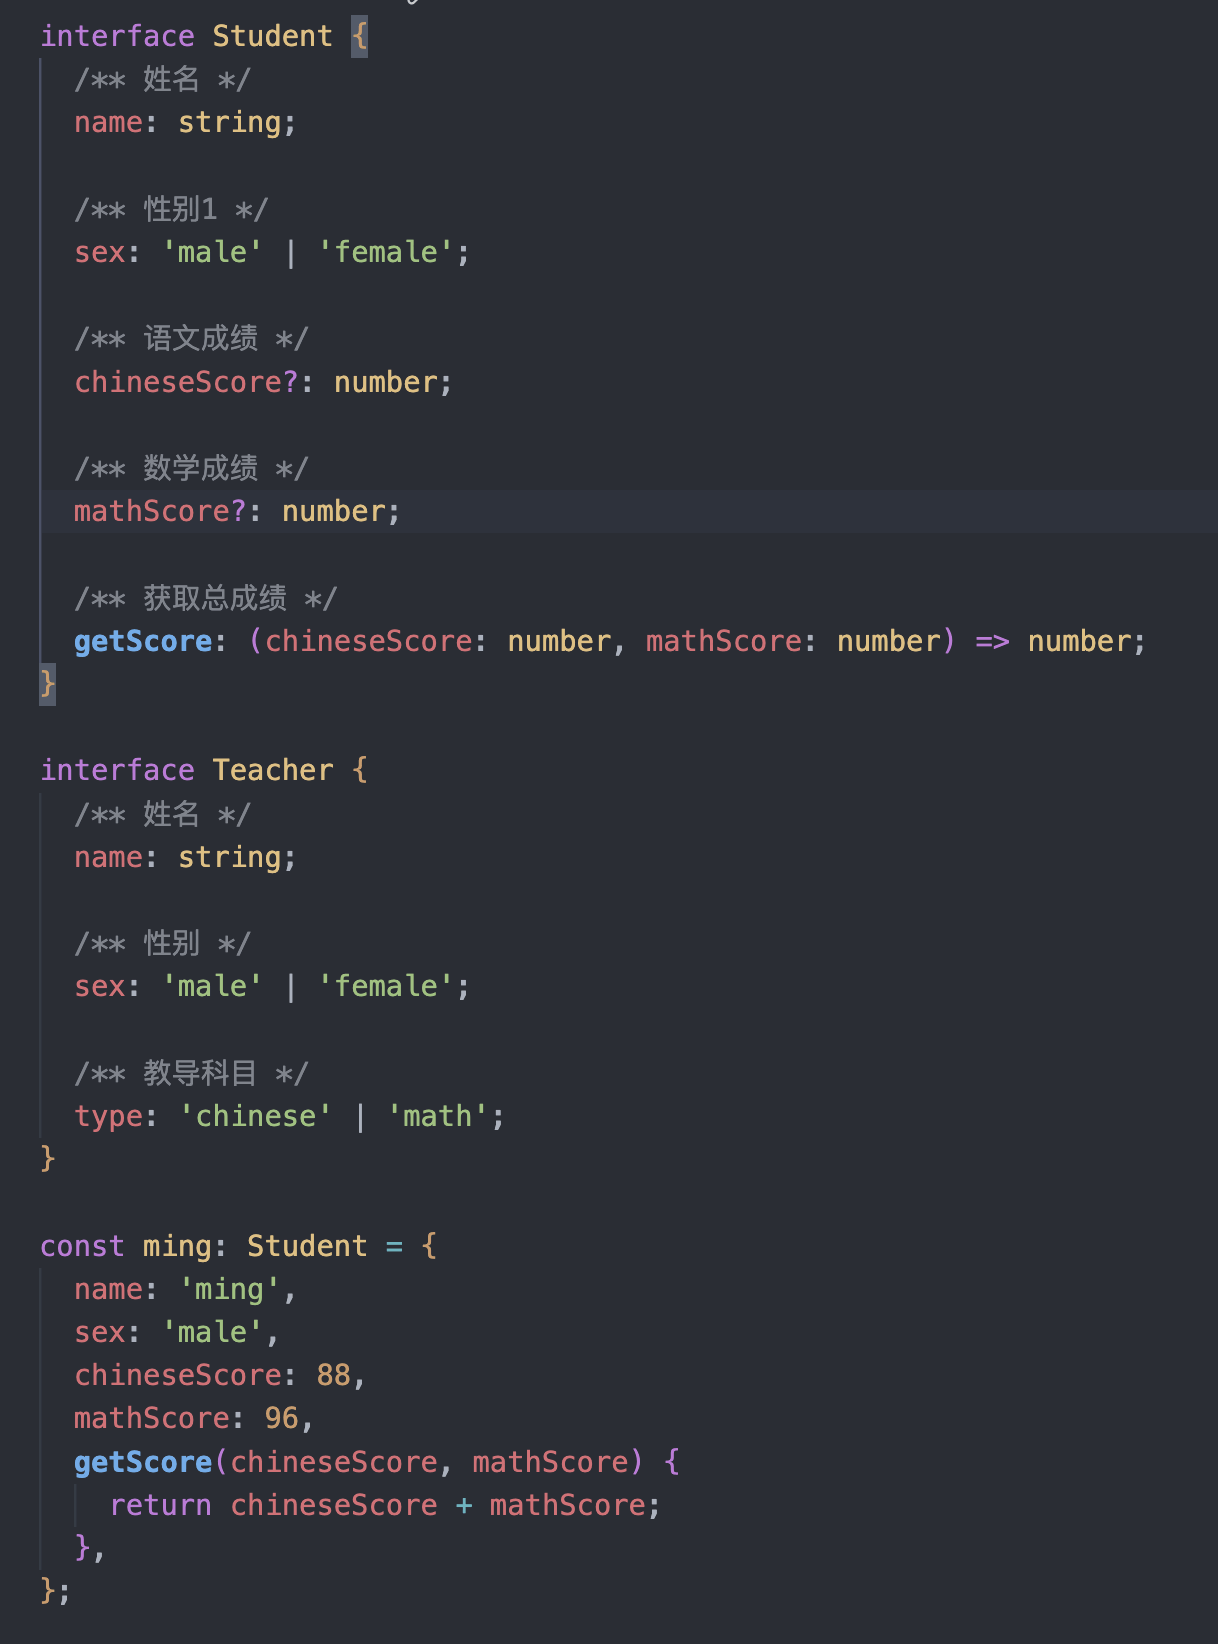 interface Student {
/** 姓名 */
name: string;
/** 性别1 */
sex: 'male' | 'female';
/** 语文成绩 */
chineseScore?: number;
/** 数学成绩 */
mathScore?: number;
/** 获取总成绩 */
getScore: (chineseScore: number, mathScore: number) => number;
}
interface Teacher {
/** 姓名 */
name: string;
/** 性别 */
sex: 'male' | 'female';
/** 教导科目 */
type: 'chinese' | 'math';
}
const ming: Student = {
name: 'ming',
sex: 'male',
chineseScore: 88,
mathScore: 96,
getScore(chineseScore, mathScore) {
return chineseScore + mathScore;
},
};